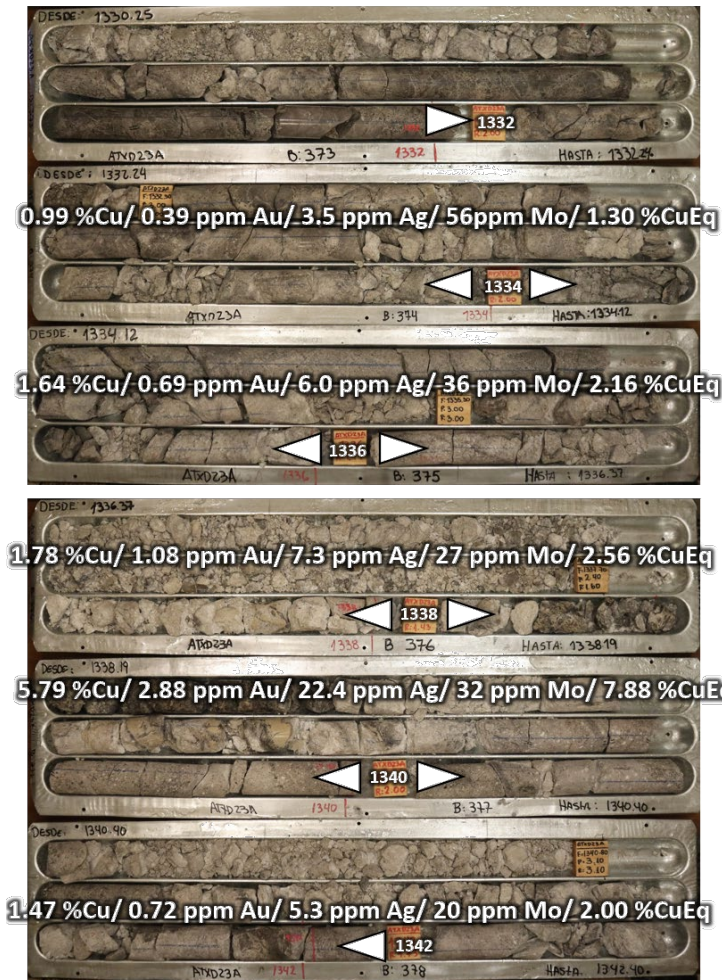 DESDE: 1330.25
1332
ATXD23A B: 373 1332 HASTA: 1332.24
DESDE: 1332.24
0.99 %Cu/ 0.39 ppm Au/ 3.5 ppm Ag/ 56ppm Mo/ 1.30 %CuEq
1334
ATXD23A B: 374 1334 HASTA: 1334.12
DESDE: 1334.12
1.64 %Cu/ 0.69 ppm Au/ 6.0 ppm Ag/ 36 ppm Mo/ 2.16 %CuEq
1336
ATXD23A 1336 B: 375 HASTA: 1336.37
DESDE: 1336.37
1.78 %Cu/ 1.08 ppm Au/ 7.3 ppm Ag/ 27 ppm Mo/ 2.56 %CuEq
1338
ATXD23A 1338 B 376 HASTA: 1338.19
DESDE: 1338.19
5.79 %Cu/ 2.88 ppm Au/ 22.4 ppm Ag/ 32 ppm Mo/ 7.88 %CuEq
1340
ATXD23A 1340 B: 377 HASTA: 1340.40
DESDE: 1340.40
ATXD23A
3.10
3.10
1.47 %Cu/ 0.72 ppm Au/ 5.3 ppm Ag/ 20 ppm Mo/ 2.00 %CuEq
1342
ATXD23A 1342 B: 378 HASTA: 1342.40